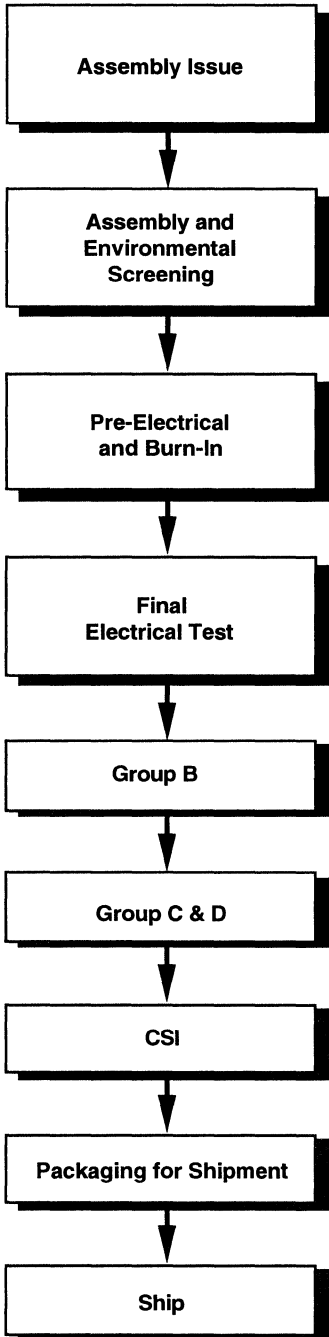 Assembly Issue
Assembly and
Environmental
Screening
Pre-Electrical
and Burn-In
Final
Electrical Test
Group B
Group C & D
CSI
Packaging for Shipment
Ship